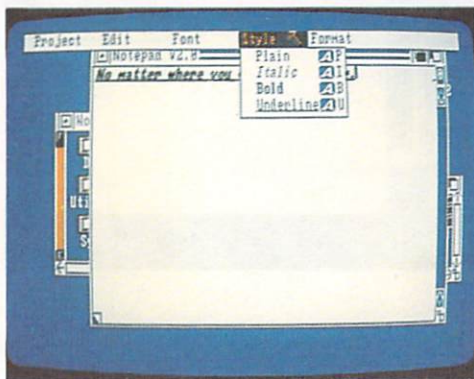 Project Edit Font Style Format
Notepad V2.0
Plain A P
No matter where you
Italic A I
Bold A B
Underline A U